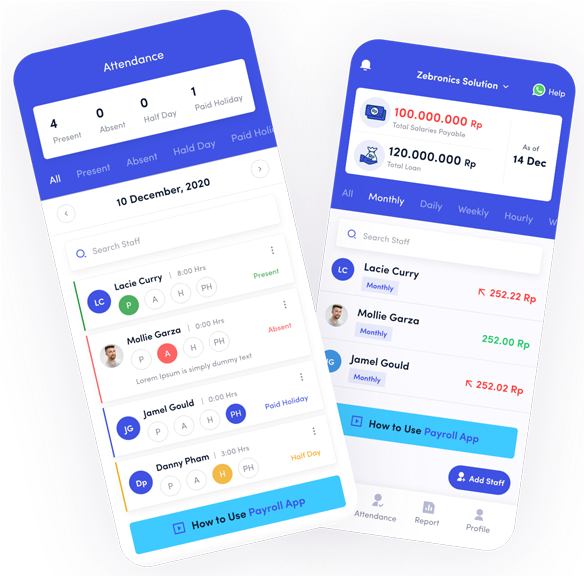 Attendance
4
Present
0
Absent
0
Half Day
1
Paid Holiday
All Present Absent Hald Day Paid Holi
10 December, 2020
Search Staff
LC Lacie Curry | 8:00 Hrs
P A H PH Present
Mollie Garza | 0:00 Hrs
P A H PH Absent
Lorem Ipsum is simply dummy text
JG Jamel Gould | 0:00 Hrs
P A H PH Paid Holiday
Dp Danny Pham | 3:00 Hrs
P A H PH Half Day
How to Use Payroll App
Zebronics Solution Help
100.000.000 Rp
Total Salaries Payable
120.000.000 Rp
Total Loan
As of
14 Dec
All Monthly Daily Weekly Hourly W
Search Staff
LC Lacie Curry
Monthly 252.22 Rp
Mollie Garza
Monthly 252.00 Rp
JG Jamel Gould
Monthly 252.02 Rp
How to Use Payroll App
Add Staff
Attendance Report Profile